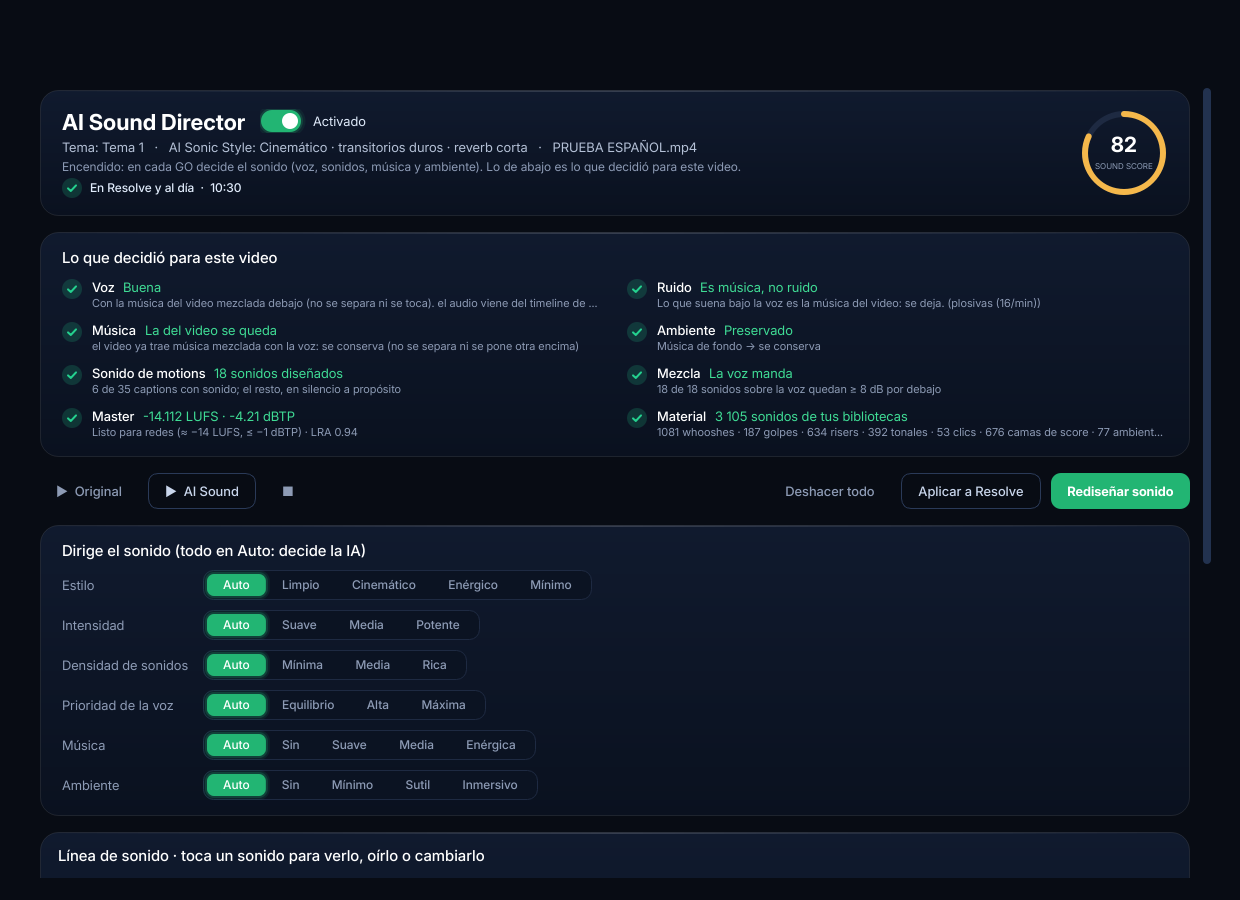 AI Sound Director Activado
Tema: Tema 1 · AI Sonic Style: Cinemático · transitorios duros · reverb corta · PRUEBA ESPAÑOL.mp4
Encendido: en cada GO decide el sonido (voz, sonidos, música y ambiente). Lo de abajo es lo que decidió para este video.
En Resolve y al día · 10:30
82
SOUND SCORE
Lo que decidió para este video
Voz Buena
Con la música del video mezclada debajo (no se separa ni se toca). el audio viene del timeline de ...
Ruido Es música, no ruido
Lo que suena bajo la voz es la música del video: se deja. (plosivas (16/min))
Música La del video se queda
el video ya trae música mezclada con la voz: se conserva (no se separa ni se pone otra encima)
Ambiente Preservado
Música de fondo → se conserva
Sonido de motions 18 sonidos diseñados
6 de 35 captions con sonido; el resto, en silencio a propósito
Mezcla La voz manda
18 de 18 sonidos sobre la voz quedan ≥ 8 dB por debajo
Master -14.112 LUFS · -4.21 dBTP
Listo para redes (≈ −14 LUFS, ≤ −1 dBTP) · LRA 0.94
Material 3 105 sonidos de tus bibliotecas
1081 whooshes · 187 golpes · 634 risers · 392 tonales · 53 clics · 676 camas de score · 77 ambient...
Original
AI Sound
Deshacer todo
Aplicar a Resolve
Rediseñar sonido
Dirige el sonido (todo en Auto: decide la IA)
Estilo Auto Limpio Cinemático Enérgico Mínimo
Intensidad Auto Suave Media Potente
Densidad de sonidos Auto Mínima Media Rica
Prioridad de la voz Auto Equilibrio Alta Máxima
Música Auto Sin Suave Media Enérgica
Ambiente Auto Sin Mínimo Sutil Inmersivo
Línea de sonido · toca un sonido para verlo, oírlo o cambiarlo